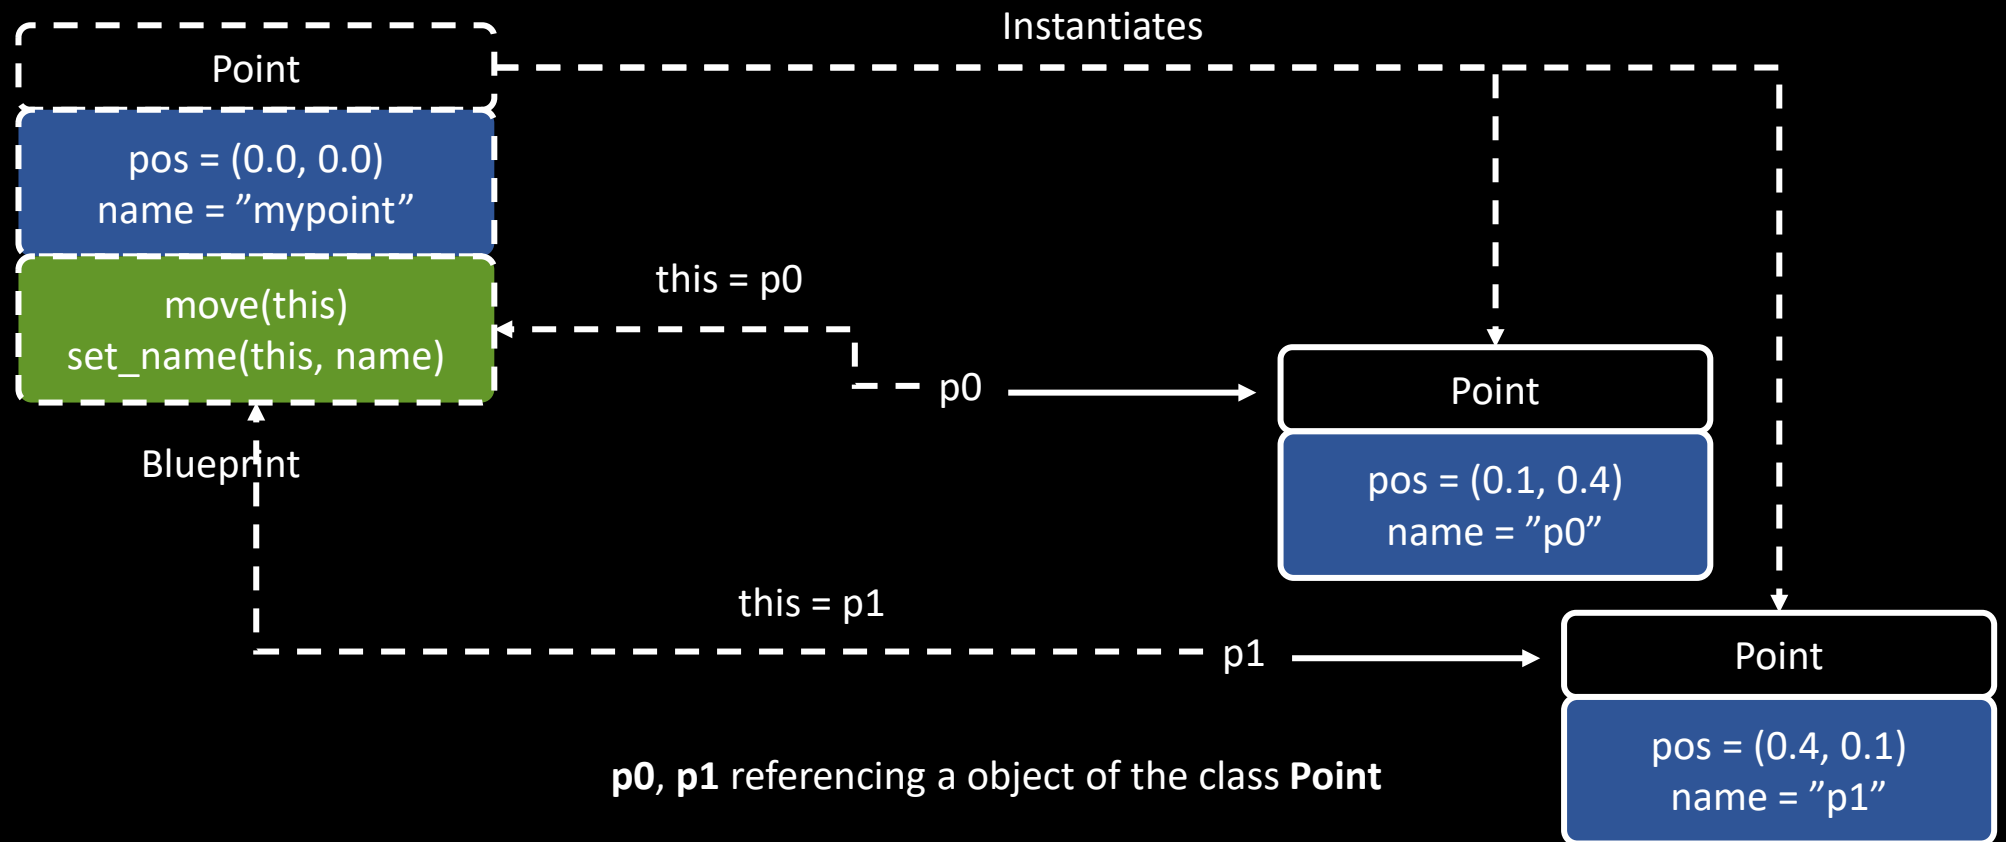 Instantiates
Point
pos = (0.0, 0.0)
name = ”mypoint”
move(this)
set_name(this, name)
Blueprint
this = p0
p0
Point
pos = (0.1, 0.4)
name = ”p0”
this = p1
p1
Point
pos = (0.4, 0.1)
name = ”p1”
p0, p1 referencing a object of the class Point